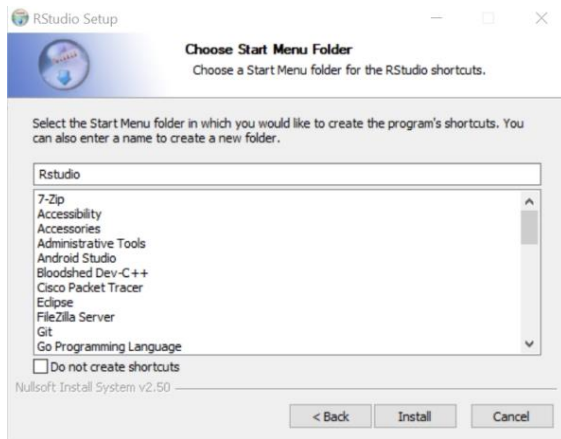 RStudio Setup
Choose Start Menu Folder
Choose a Start Menu folder for the RStudio shortcuts.
Select the Start Menu folder in which you would like to create the program's shortcuts. You
can also enter a name to create a new folder.
Rstudio
7-Zip
Accessibility
Accessories
Administrative Tools
Android Studio
Bloodshed Dev-C++
Cisco Packet Tracer
Eclipse
FileZilla Server
Git
Go Programming Language
Do not create shortcuts
Nullsoft Install System v2.50
< Back Install Cancel